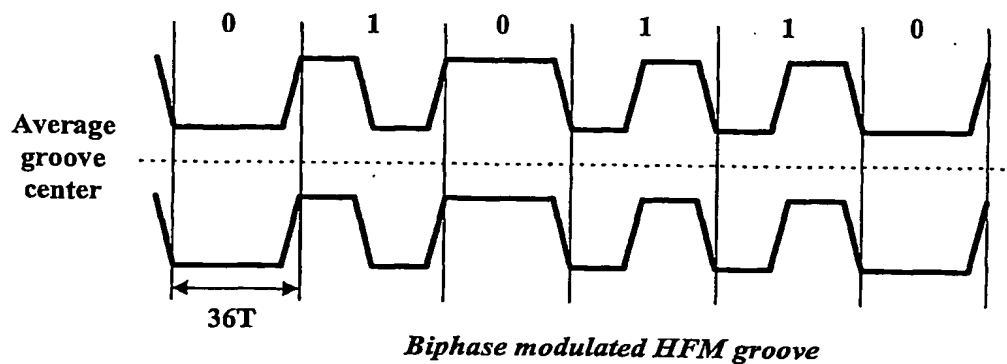 0 1 0 1 1 0
Average
groove
center
36T
Biphase modulated HFM groove